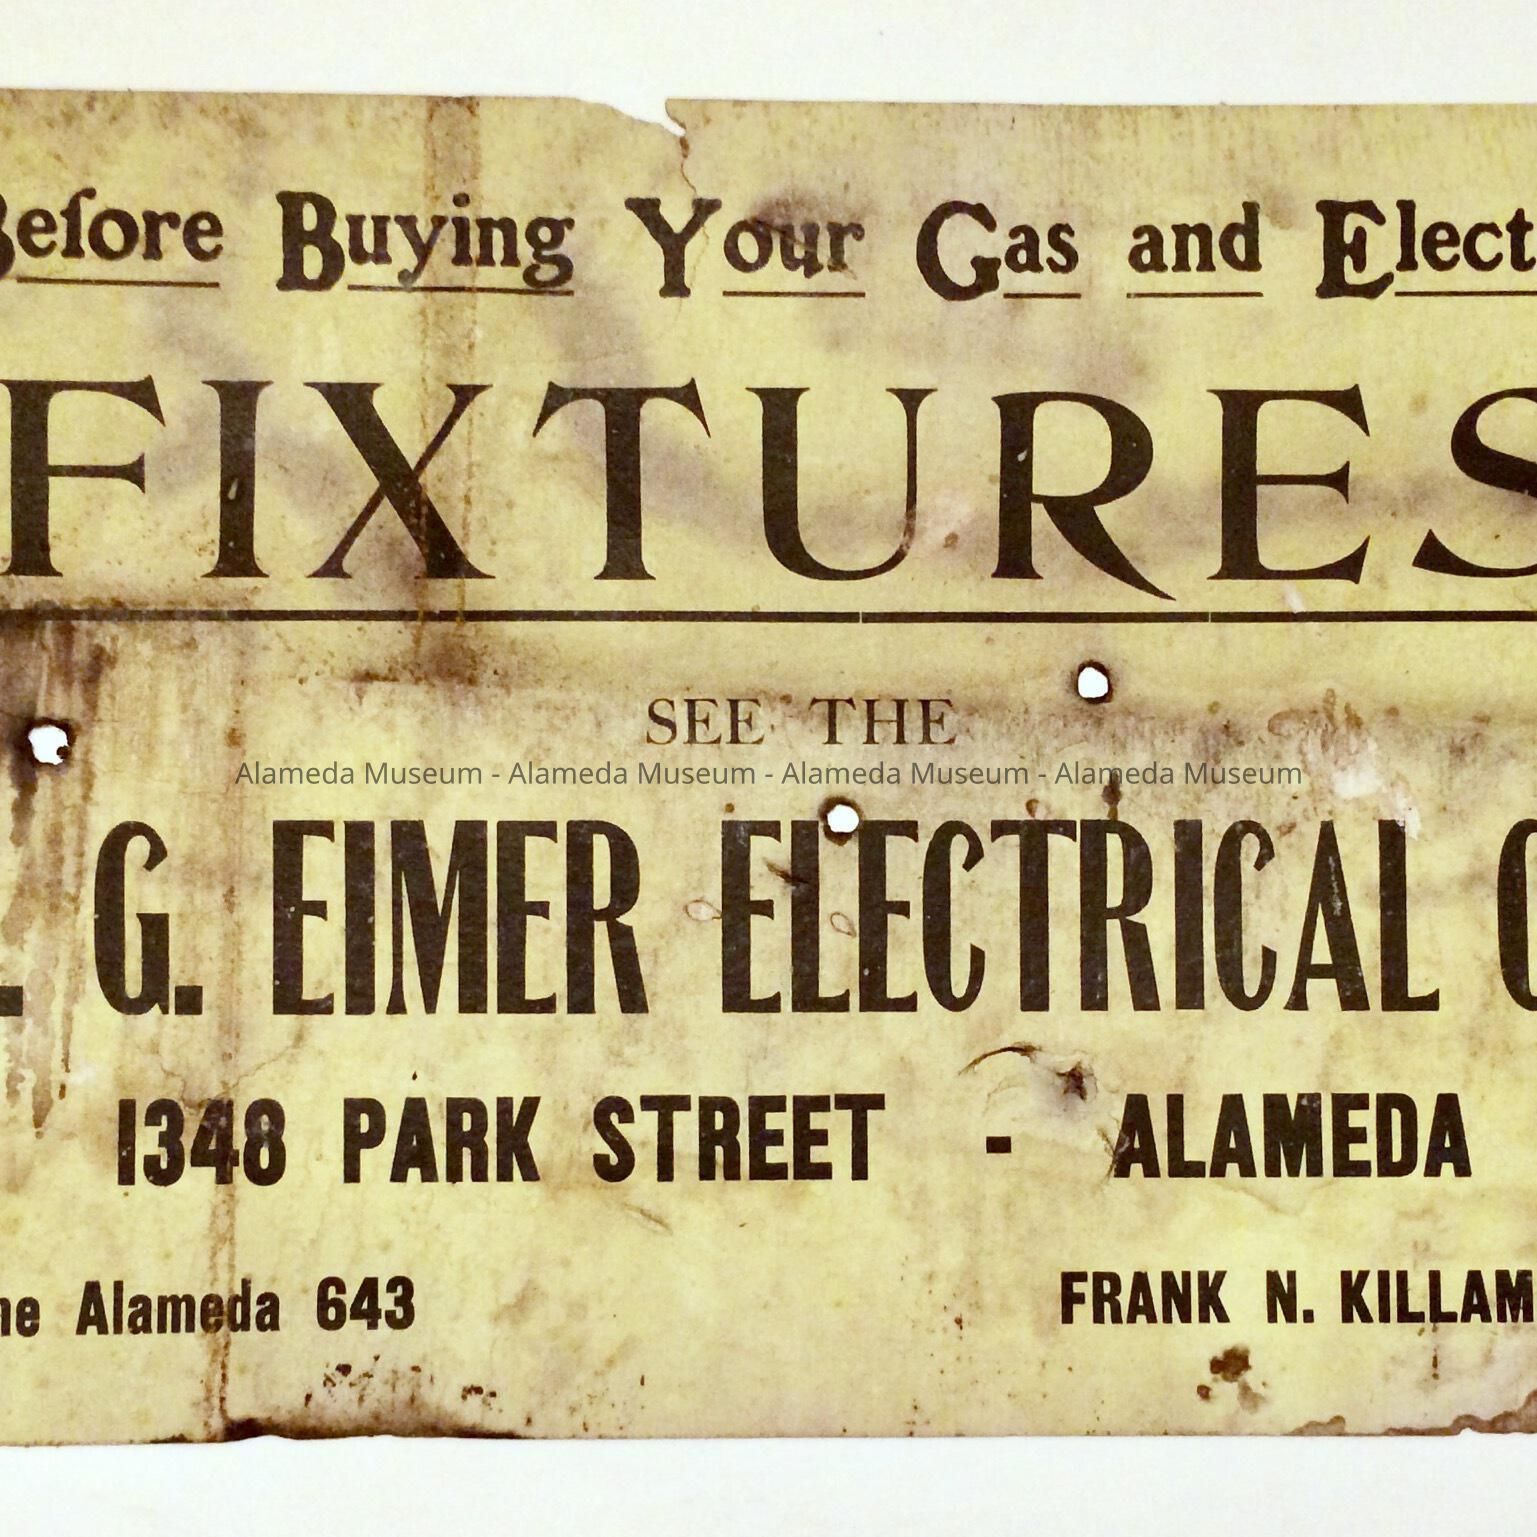 Before Buying Your Gas and Elect
FIXTURES
SEE THE
Alameda Museum - Alameda Museum - Alameda Museum - Alameda Museum
G. EIMER ELECTRICAL
1348 PARK STREET - ALAMEDA
Alameda 643
FRANK N. KILLAM